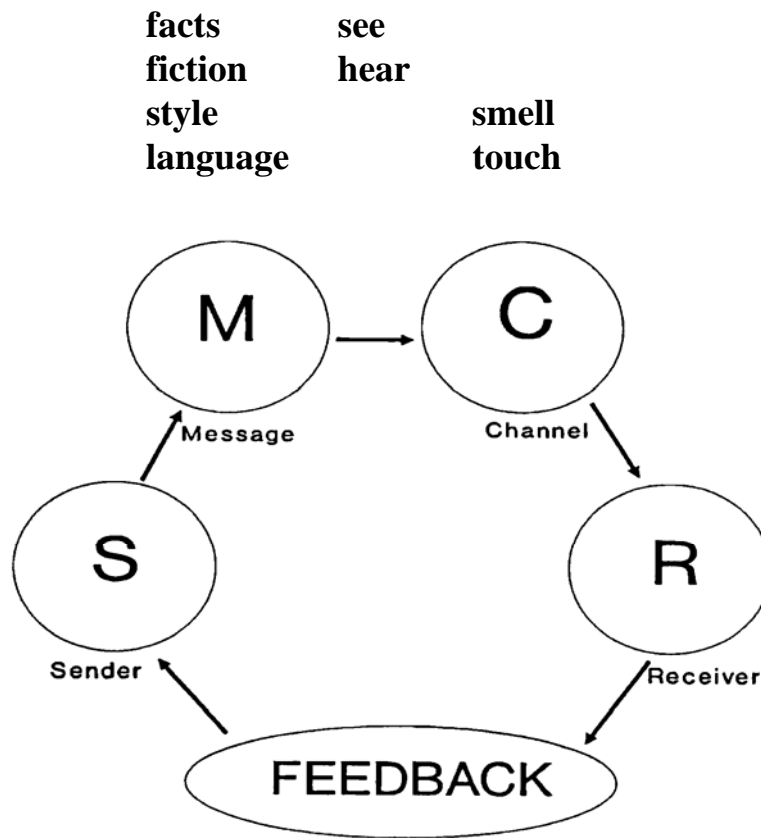 facts see
fiction hear
style smell
language touch
M C
Message Channel
S R
Sender Receiver
FEEDBACK